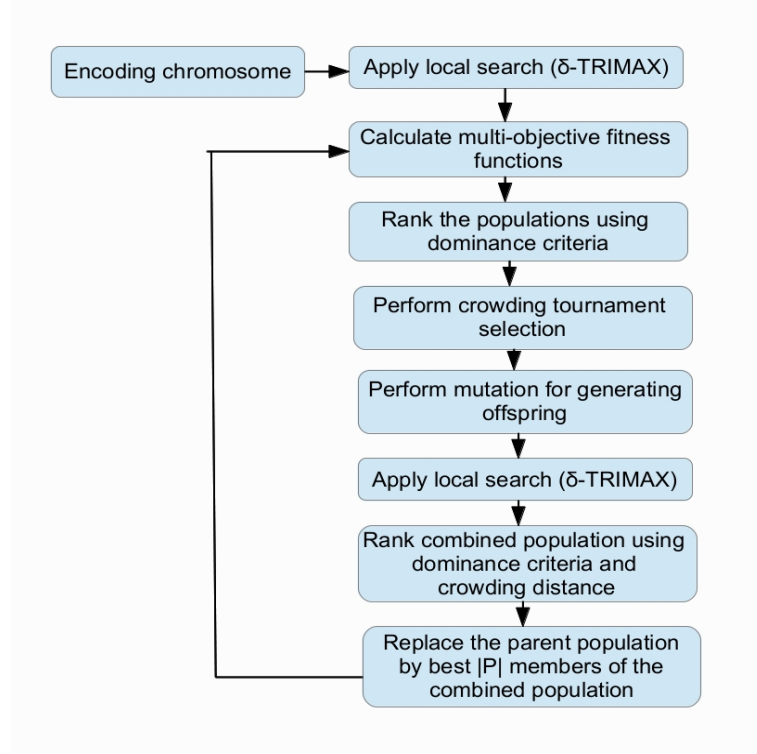 Encoding chromosome
Apply local search (δ-TRIMAX)
Calculate multi-objective fitness
functions
Rank the populations using
dominance criteria
Perform crowding tournament
selection
Perform mutation for generating
offspring
Apply local search (δ-TRIMAX)
Rank combined population using
dominance criteria and
crowding distance
Replace the parent population
by best |P| members of the
combined population